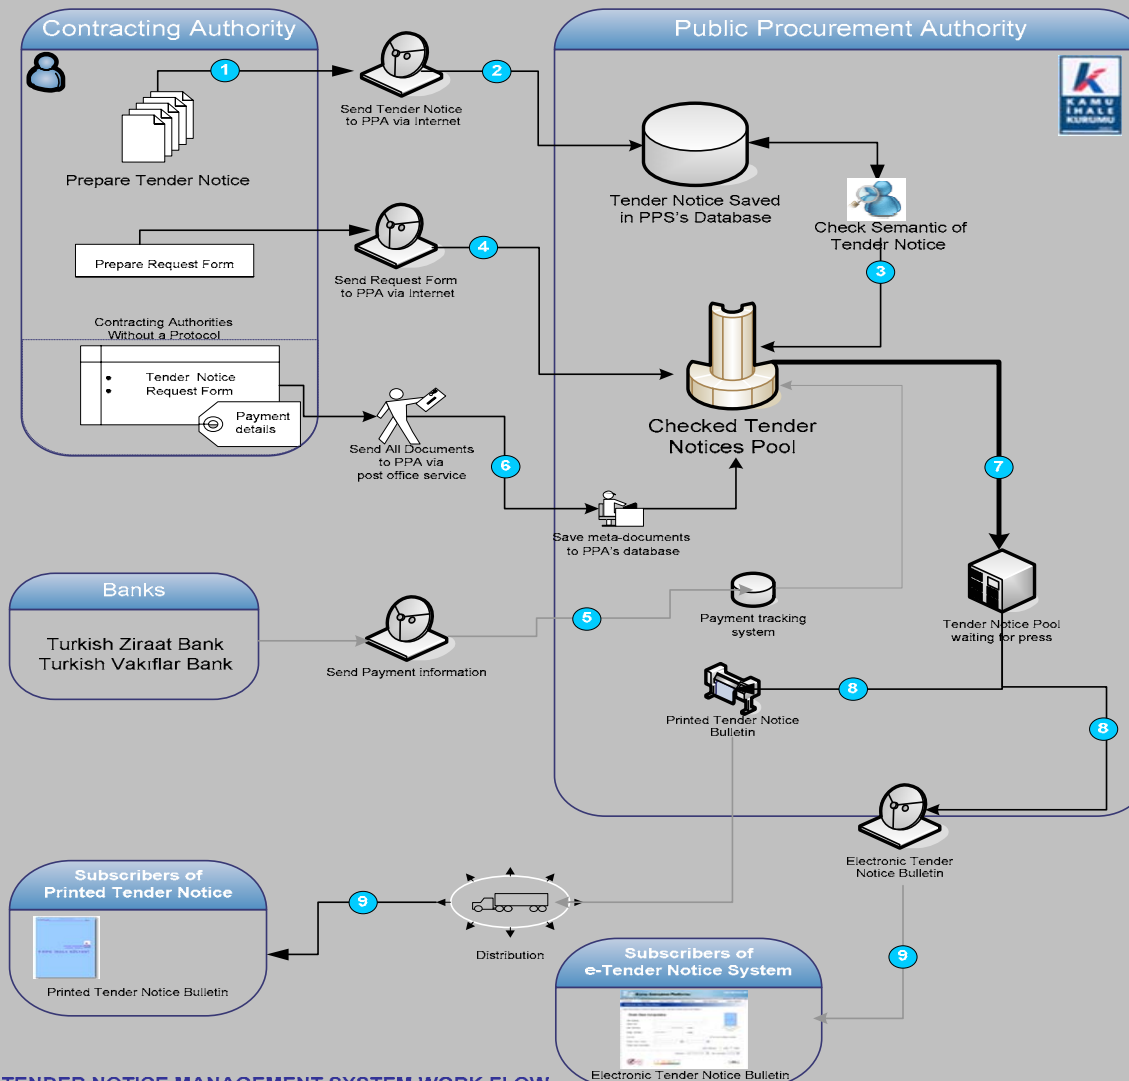 Contracting Authority
Public Procurement Authority
1
2
Send Tender Notice
to PPA via Internet
KAMU
İHALE
KURUMU
Prepare Tender Notice
Tender Notice Saved
in PPS's Database
Check Semantic of
Tender Notice
3
Prepare Request Form
4
Send Request Form
to PPA via Internet
Contracting Authorities
Without a Protocol
• Tender Notice
• Request Form
Payment
details
Send All Documents
to PPA via
post office service
6
Checked Tender
Notices Pool
7
Save meta-documents
to PPA's database
Banks
Turkish Ziraat Bank
Turkish Vakıflar Bank
Send Payment information
5
Payment tracking
system
Tender Notice Pool
waiting for press
8
Printed Tender Notice
Bulletin
8
Electronic Tender
Notice Bulletin
Subscribers of
Printed Tender Notice
Printed Tender Notice Bulletin
9
Distribution
Subscribers of
e-Tender Notice System
9
Electronic Tender Notice Bulletin
TENDER NOTICE MANAGEMENT SYSTEM WORK FLOW